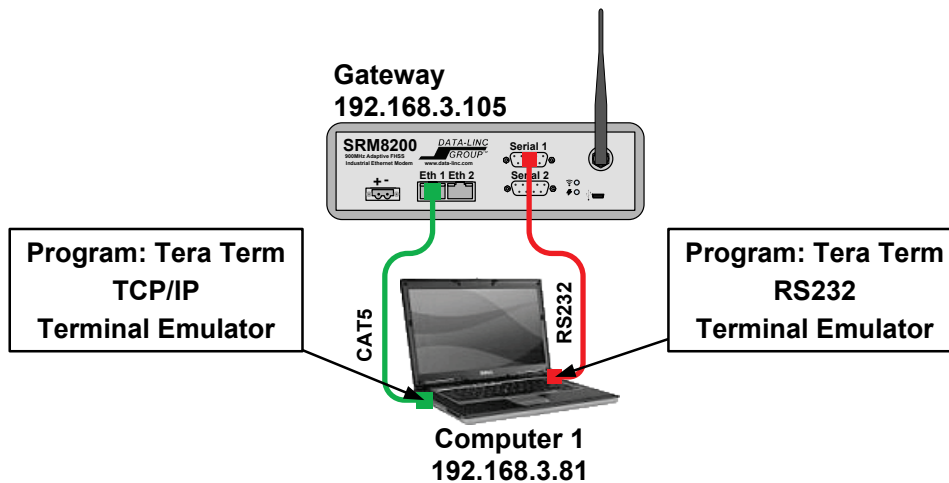 Gateway
192.168.3.105
SRM8200
900MHz Adaptive FHSS
Industrial Ethernet Modem
DATA-LINC
GROUP
www.data-linc.com
Serial 1
Eth 1 Eth 2
Serial 2
+ -
Program: Tera Term
TCP/IP
Terminal Emulator
Program: Tera Term
RS232
Terminal Emulator
CAT5
RS232
DELL
Computer 1
192.168.3.81